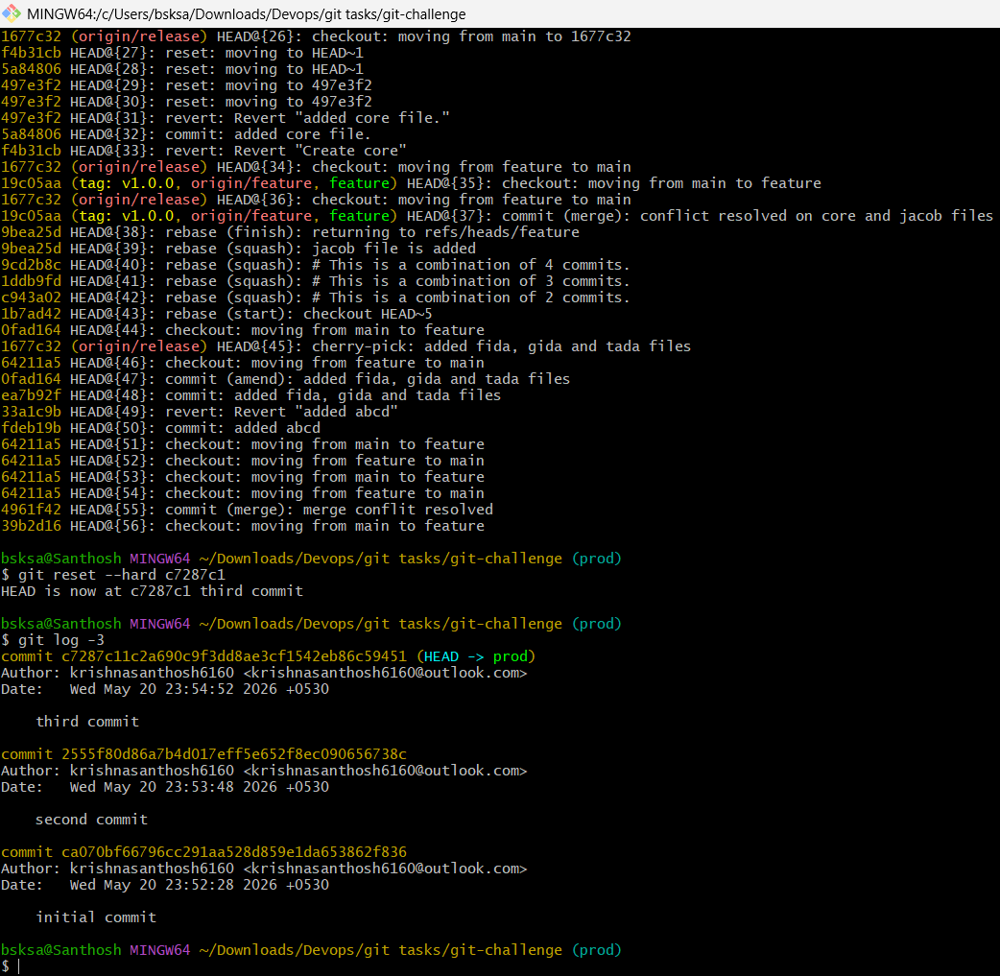 MINGW64:/c/Users/bsksa/Downloads/Devops/git tasks/git-challenge
1677c32 (origin/release) HEAD@{26}: checkout: moving from main to 1677c32
f4b31cb HEAD@{27}: reset: moving to HEAD~1
5a84806 HEAD@{28}: reset: moving to HEAD~1
497e3f2 HEAD@{29}: reset: moving to 497e3f2
497e3f2 HEAD@{30}: reset: moving to 497e3f2
497e3f2 HEAD@{31}: revert: Revert "added core file."
5a84806 HEAD@{32}: commit: added core file.
f4b31cb HEAD@{33}: revert: Revert "Create core"
1677c32 (origin/release) HEAD@{34}: checkout: moving from feature to main
19c05aa (tag: v1.0.0, origin/feature, feature) HEAD@{35}: checkout: moving from main to feature
1677c32 (origin/release) HEAD@{36}: checkout: moving from feature to main
19c05aa (tag: v1.0.0, origin/feature, feature) HEAD@{37}: commit (merge): conflict resolved on core and jacob files
9bea25d HEAD@{38}: rebase (finish): returning to refs/heads/feature
9bea25d HEAD@{39}: rebase (squash): jacob file is added
9cd2b8c HEAD@{40}: rebase (squash): # This is a combination of 4 commits.
1ddb9fd HEAD@{41}: rebase (squash): # This is a combination of 3 commits.
c943a02 HEAD@{42}: rebase (squash): # This is a combination of 2 commits.
1b7ad42 HEAD@{43}: rebase (start): checkout HEAD~5
0fad164 HEAD@{44}: checkout: moving from main to feature
1677c32 (origin/release) HEAD@{45}: cherry-pick: added fida, gida and tada files
64211a5 HEAD@{46}: checkout: moving from feature to main
0fad164 HEAD@{47}: commit (amend): added fida, gida and tada files
ea7b92f HEAD@{48}: commit: added fida, gida and tada files
33a1c9b HEAD@{49}: revert: Revert "added abcd"
fdeb19b HEAD@{50}: commit: added abcd
64211a5 HEAD@{51}: checkout: moving from main to feature
64211a5 HEAD@{52}: checkout: moving from feature to main
64211a5 HEAD@{53}: checkout: moving from main to feature
64211a5 HEAD@{54}: checkout: moving from feature to main
4961f42 HEAD@{55}: commit (merge): merge conflit resolved
39b2d16 HEAD@{56}: checkout: moving from main to feature
bsksa@Santhosh MINGW64 ~/Downloads/Devops/git tasks/git-challenge (prod)
$ git reset --hard c7287c1
HEAD is now at c7287c1 third commit
bsksa@Santhosh MINGW64 ~/Downloads/Devops/git tasks/git-challenge (prod)
$ git log -3
commit c7287c11c2a690c9f3dd8ae3cf1542eb86c59451 (HEAD -> prod)
Author: krishnasanthosh6160 <krishnasanthosh6160@outlook.com>
Date:   Wed May 20 23:54:52 2026 +0530
third commit
commit 2555f80d86a7b4d017eff5e652f8ec090656738c
Author: krishnasanthosh6160 <krishnasanthosh6160@outlook.com>
Date:   Wed May 20 23:53:48 2026 +0530
second commit
commit ca070bf66796cc291aa528d859e1da653862f836
Author: krishnasanthosh6160 <krishnasanthosh6160@outlook.com>
Date:   Wed May 20 23:52:28 2026 +0530
initial commit
bsksa@Santhosh MINGW64 ~/Downloads/Devops/git tasks/git-challenge (prod)
$